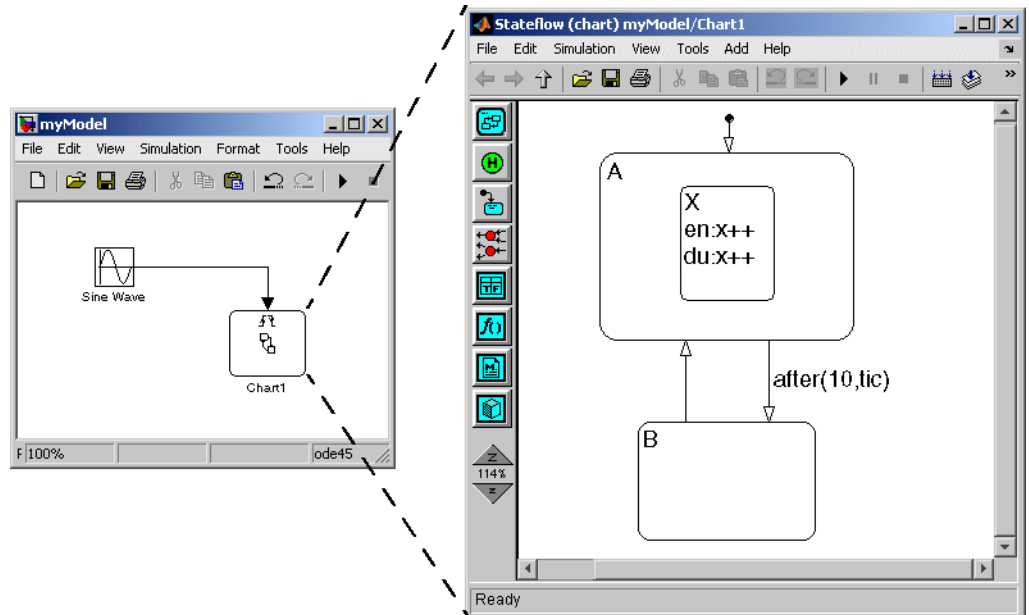 myModel
File Edit View Simulation Format Tools Help
Sine Wave
Chart1
F 100% ode45
Stateflow (chart) myModel/Chart1
File Edit Simulation View Tools Add Help
H
TF
f()
M
Z
114%
z
A
X
en:x++
du:x++
after(10,tic)
B
Ready